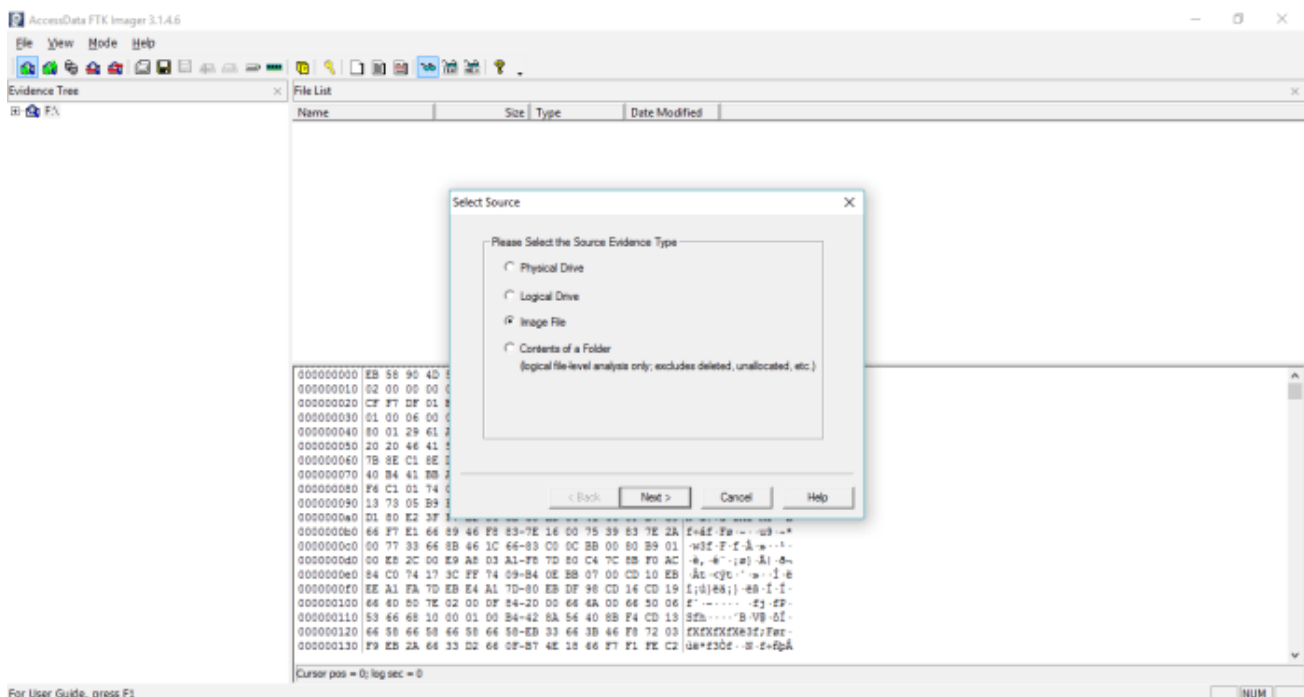 AccessData FTK Imager 3.1.4.6
File View Mode Help
Evidence Tree
File List
F:\
Name Size Type Date Modified
Select Source
Please Select the Source Evidence Type
Physical Drive
Logical Drive
Image File
Contents of a Folder
(logical file-level analysis only; excludes deleted, unallocated, etc.)
< Back Next > Cancel Help
000000000 EB 58 90 4D
000000010 02 00 00 00
000000020 CF F7 DF 01
000000030 01 00 06 00
000000040 80 01 29 61
000000050 20 20 46 41
000000060 7B 8E C1 8E
000000070 40 B4 41 BB
000000080 F6 C1 01 74
000000090 13 73 05 B9
0000000a0 D1 80 E2 3F
0000000b0 66 F7 E1 66 89 46 F8 83-7E 16 00 75 39 83 7E 2A
0000000c0 00 77 33 66 8B 46 1C 66-83 C0 0C BB 00 80 B9 01
0000000d0 00 E8 2C 00 E9 A8 03 A1-F8 7D 80 C4 7C 8B F0 AC
0000000e0 84 C0 74 17 3C FF 74 09-B4 0E BB 07 00 CD 10 EB
0000000f0 EE A1 FA 7D EB E4 A1 7D-80 EB DF 98 CD 16 CD 19
000000100 66 60 80 7E 02 00 0F 84-20 00 66 6A 00 66 50 06
000000110 53 66 68 10 00 01 00 B4-42 8A 56 40 8B F4 CD 13
000000120 66 58 66 58 66 58 66 58-EB 33 66 3B 46 F8 72 03
000000130 F9 EB 2A 66 33 D2 66 0F-B7 4E 18 66 F7 F1 FE C2
Cursor pos = 0; log sec = 0
For User Guide, press F1
NUM